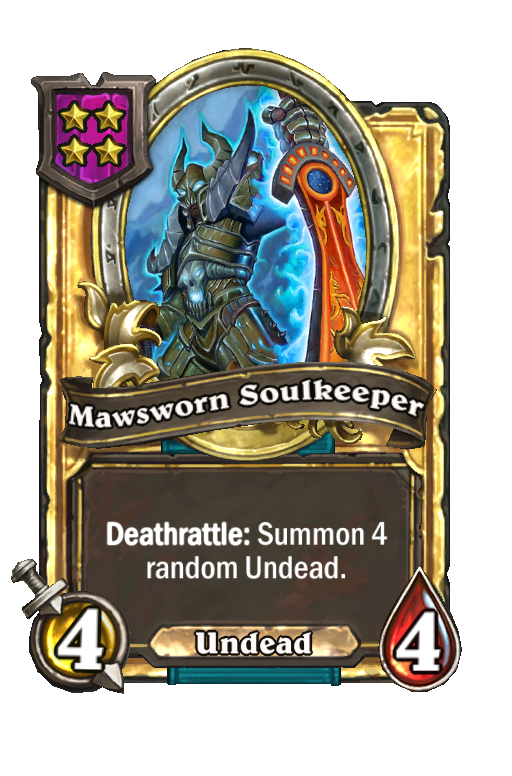 Mawsworn Soulkeeper
Deathrattle: Summon 4
random Undead.
4
Undead
4